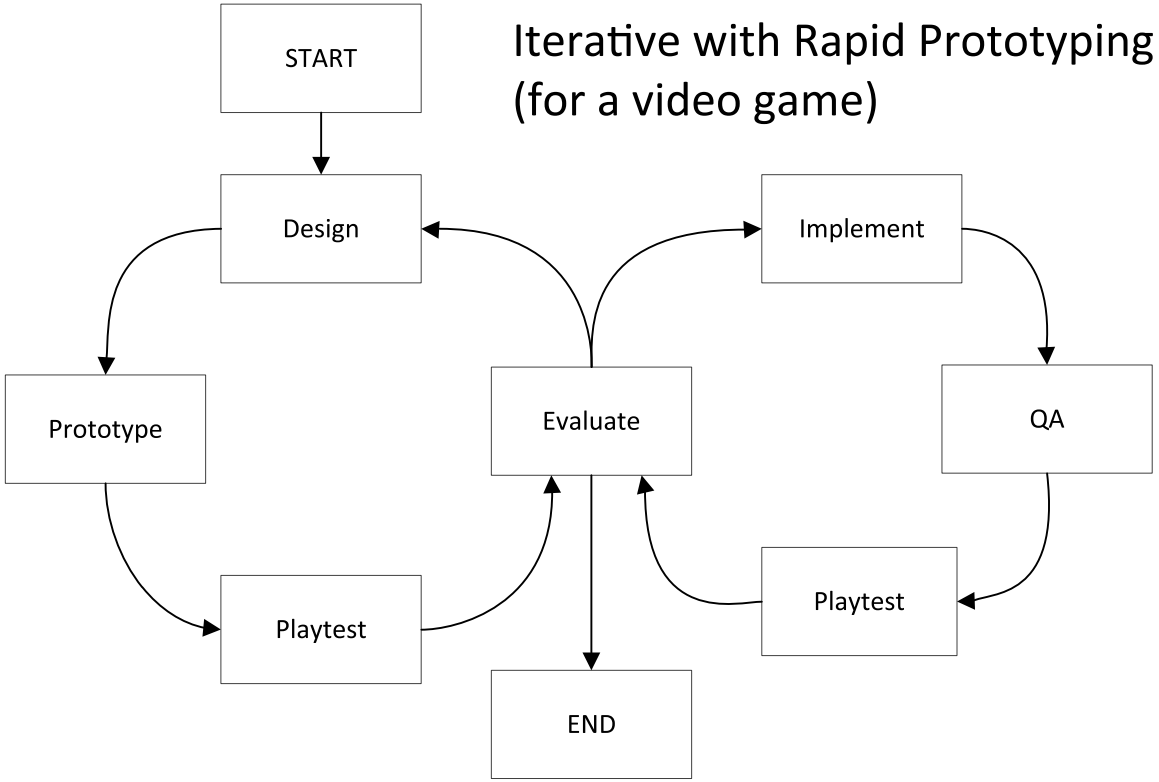 START
Iterative with Rapid Prototyping
(for a video game)
Design
Implement
Prototype
Evaluate
QA
Playtest
Playtest
END